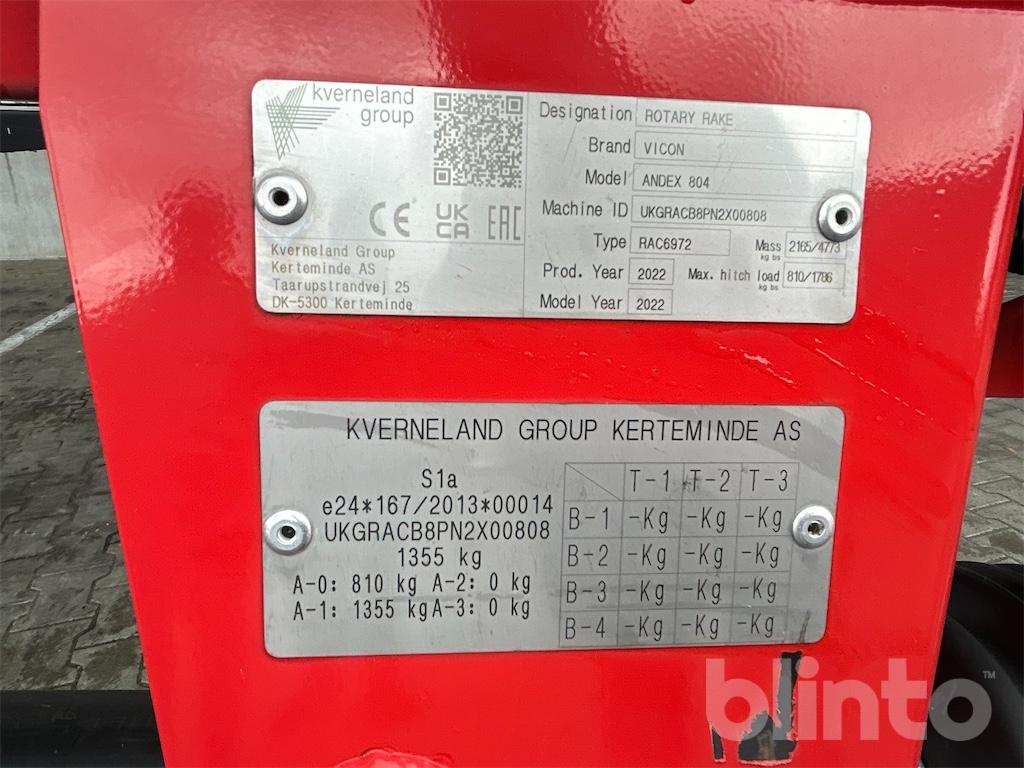 kverneland
group
CE UK CA EAC
Kverneland Group
Kerteminde AS
Taarupstrandvej 25
DK-5300 Kerteminde
Designation ROTARY RAKE
Brand VICON
Model ANDEX 804
Machine ID UKGRACB8PN2X00808
Type RAC6972 Mass kg bs 2165/4773
Prod. Year 2022 Max. hitch load kg bs 810/1786
Model Year 2022
KVERNELAND GROUP KERTEMINDE AS
S1a
e24*167/2013*00014
UKGRACB8PN2X00808
1355 kg
A-0: 810 kg A-2: 0 kg
A-1: 1355 kgA-3: 0 kg
T-1 T-2 T-3
B-1 -Kg -Kg -Kg
B-2 -Kg -Kg -Kg
B-3 -Kg -Kg -Kg
B-4 -Kg -Kg -Kg
blinto™